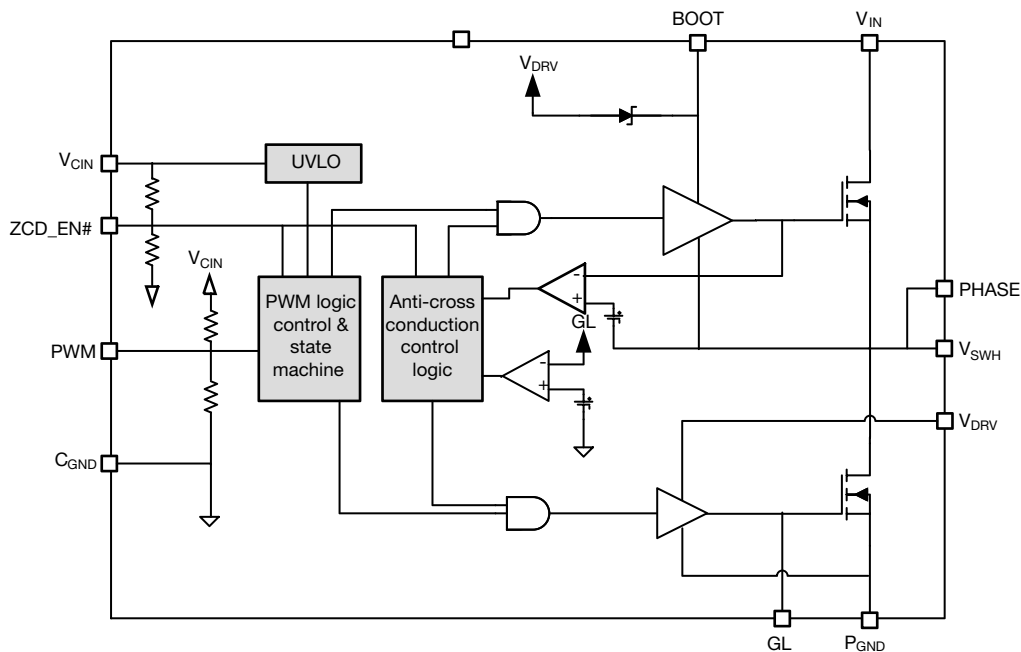 BOOT
VIN
VDRV
VCIN
UVLO
ZCD_EN#
VCIN
PWM logic
control &
state
machine
Anti-cross
conduction
control
logic
-
+
GL
-
+
PHASE
PWM
VSWH
VDRV
CGND
GL
PGND